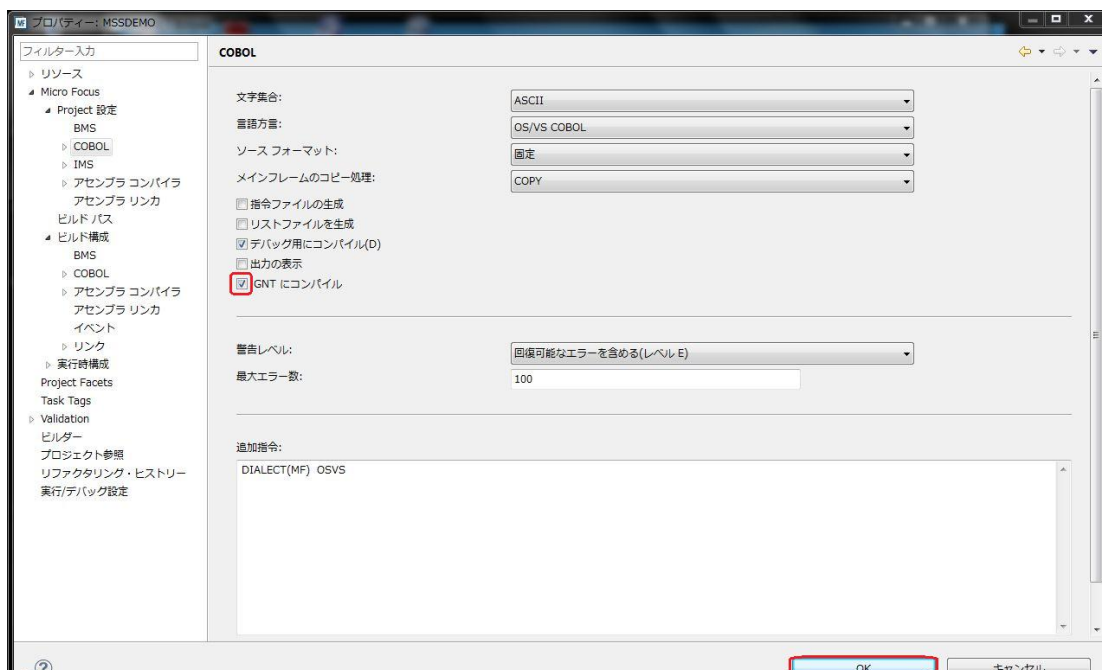 プロパティー: MSSDEMO
フィルター入力
リソース
Micro Focus
Project 設定
BMS
COBOL
IMS
アセンブラ コンパイラ
アセンブラ リンカ
ビルド パス
ビルド構成
BMS
COBOL
アセンブラ コンパイラ
アセンブラ リンカ
イベント
リンク
実行時構成
Project Facets
Task Tags
Validation
ビルダー
プロジェクト参照
リファクタリング・ヒストリー
実行/デバッグ設定
COBOL
文字集合: ASCII
言語方言: OS/VS COBOL
ソース フォーマット: 固定
メインフレームのコピー処理: COPY
指令ファイルの生成
リストファイルを生成
デバッグ用にコンパイル(D)
出力の表示
GNT にコンパイル
警告レベル: 回復可能なエラーを含める(レベル E)
最大エラー数: 100
追加指令:
DIALECT(MF) OSVS
OK キャンセル